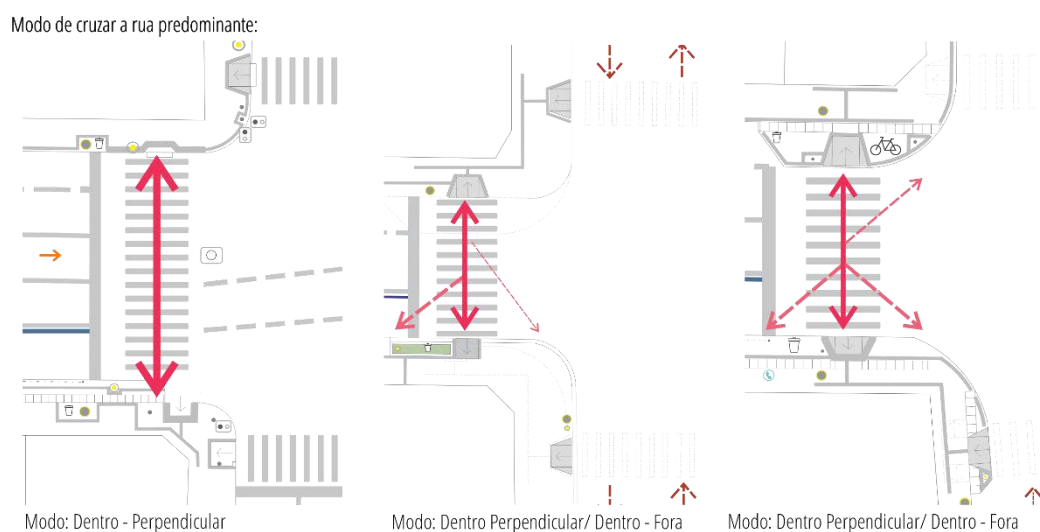 Modo de cruzar a rua predominante:
Modo: Dentro - Perpendicular
Modo: Dentro Perpendicular/ Dentro - Fora
Modo: Dentro Perpendicular/ Dentro - Fora